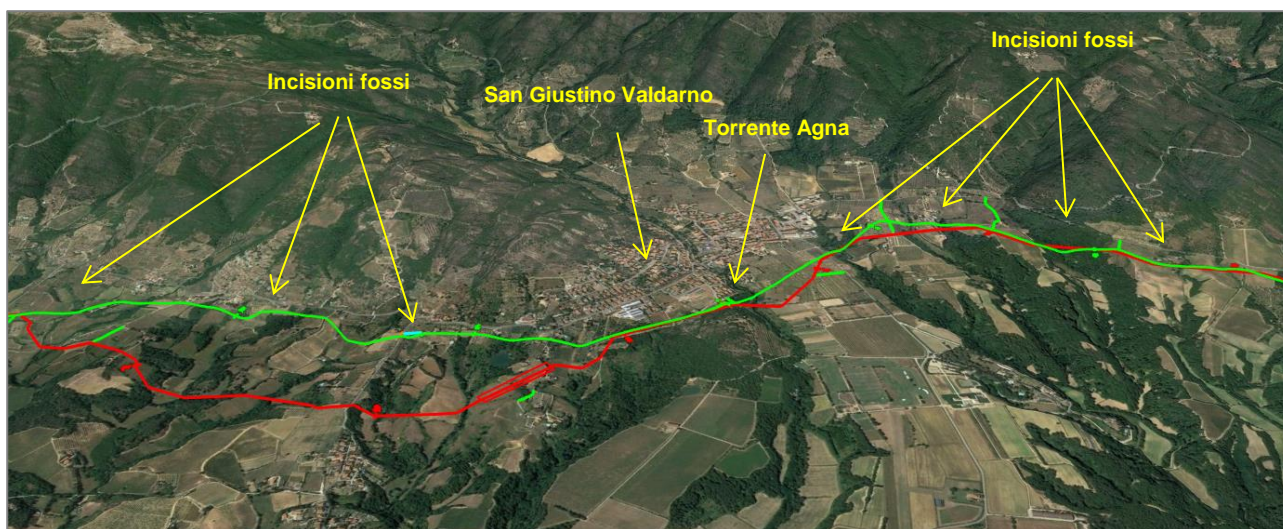 Incisioni fossi
Incisioni fossi
San Giustino Valdarno
Torrente Agna